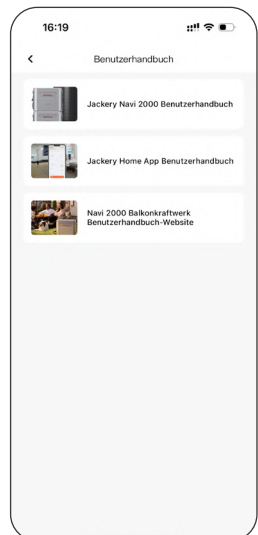 16:19
Benutzerhandbuch
Jackery Navi 2000 Benutzerhandbuch
Jackery Home App Benutzerhandbuch
Navi 2000 Balkonkraftwerk
Benutzerhandbuch-Website